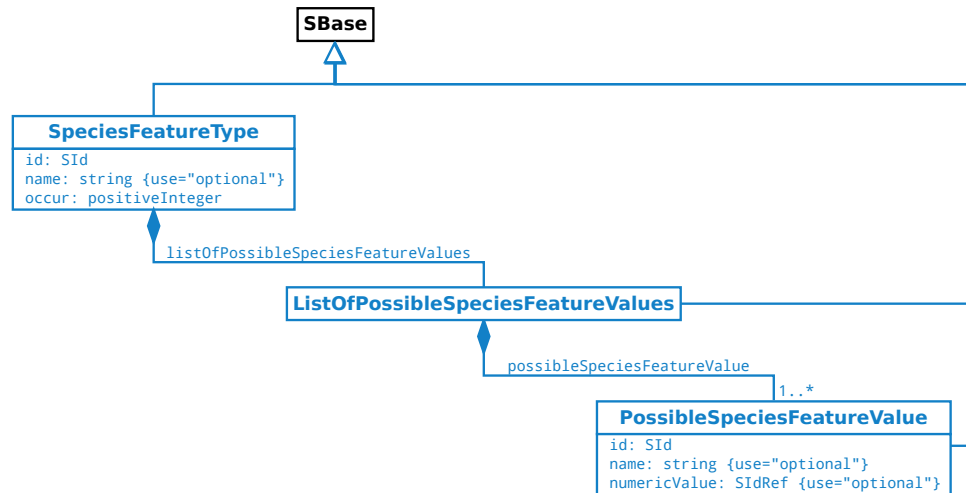 SBase
SpeciesFeatureType
id: SId
name: string {use="optional"}
occur: positiveInteger
listOfPossibleSpeciesFeatureValues
ListOfPossibleSpeciesFeatureValues
possibleSpeciesFeatureValue
1..*
PossibleSpeciesFeatureValue
id: SId
name: string {use="optional"}
numericValue: SIdRef {use="optional"}